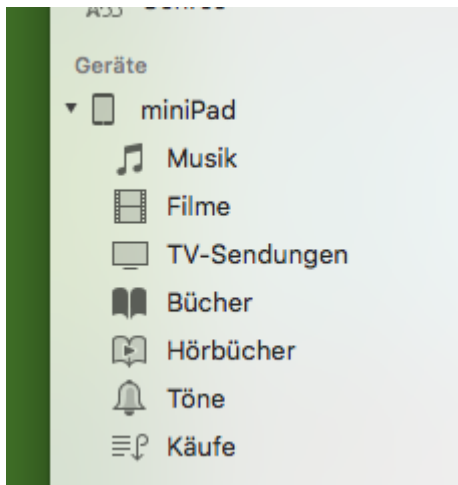 Geräte
miniPad
Musik
Filme
TV-Sendungen
Bücher
Hörbücher
Töne
Käufe